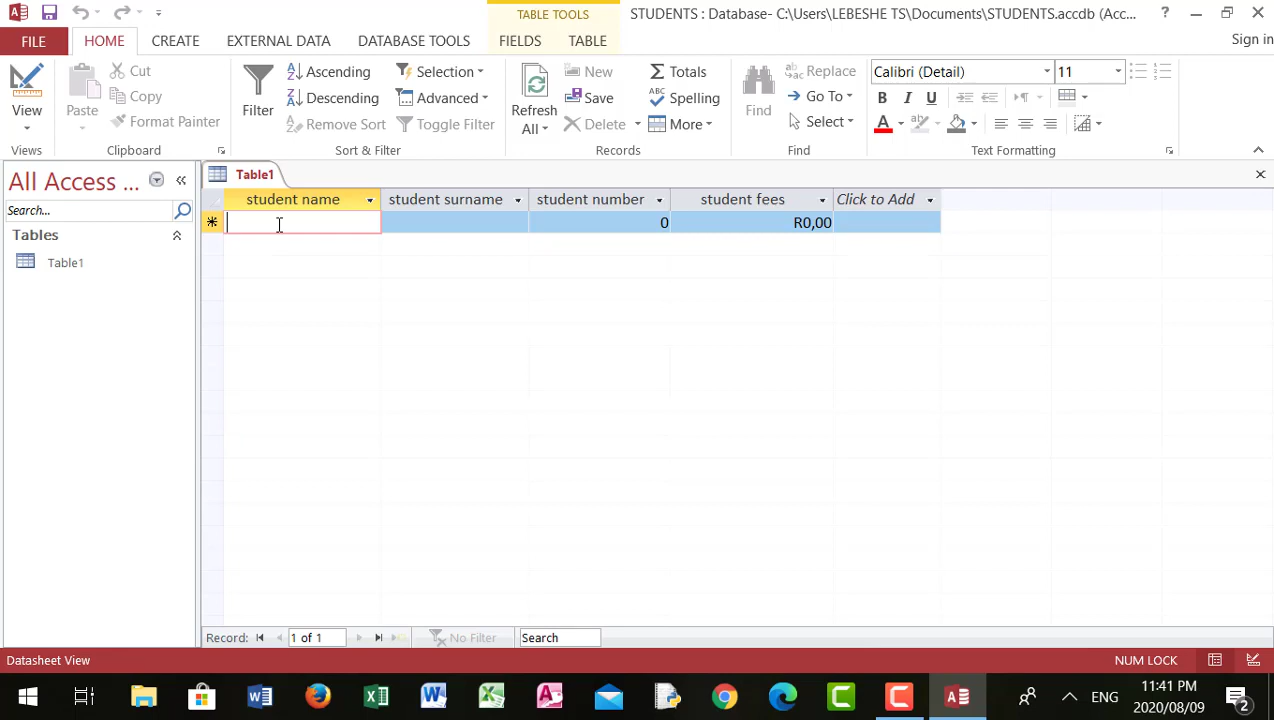 TABLE TOOLS
STUDENTS : Database- C:\Users\LEBESHE TS\Documents\STUDENTS.accdb (Acc...
?
FILE
HOME
CREATE
EXTERNAL DATA
DATABASE TOOLS
FIELDS
TABLE
Sign in
View
Views
Paste
Cut
Copy
Format Painter
Clipboard
Filter
Ascending
Descending
Remove Sort
Selection
Advanced
Toggle Filter
Sort & Filter
Refresh
All
New
Save
Delete
Totals
Spelling
More
Records
Find
Replace
Go To
Select
Find
Calibri (Detail)
11
B I U
A
ab
Text Formatting
All Access ...
Search...
Tables
Table1
Table1
student name student surname student number student fees Click to Add
0 R0,00
Record: 1 of 1 No Filter Search
Datasheet View
NUM LOCK
ENG
11:41 PM
2020/08/09
2